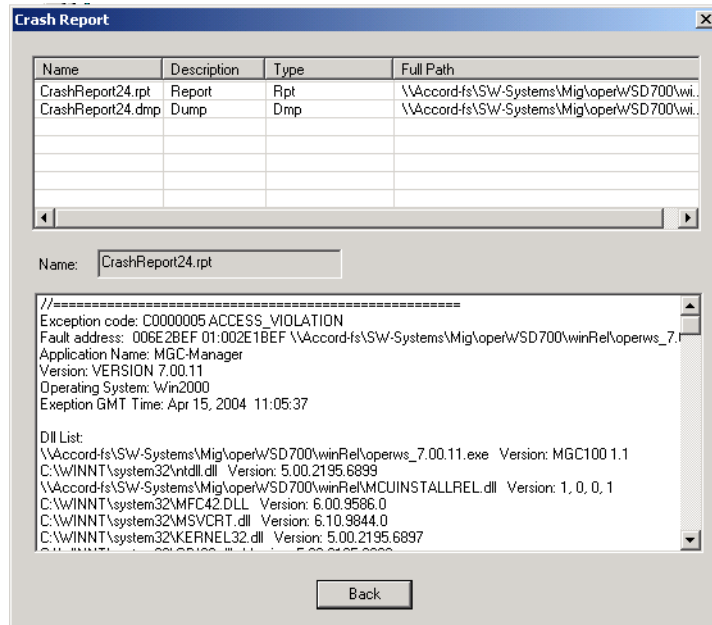 Crash Report
Name Description Type Full Path
CrashReport24.rpt Report Rpt \\Accord-fs\SW-Systems\Mig\operWSD700\wi..
CrashReport24.dmp Dump Dmp \\Accord-fs\SW-Systems\Mig\operWSD700\wi..
Name: CrashReport24.rpt
//=====================================================
Exception code: C0000005 ACCESS_VIOLATION
Fault address: 006E2BEF 01:002E1BEF \\Accord-fs\SW-Systems\Mig\operWSD700\winRel\operws_7.
Application Name: MGC-Manager
Version: VERSION 7.00.11
Operating System: Win2000
Exeption GMT Time: Apr 15, 2004 11:05:37
Dll List:
\\Accord-fs\SW-Systems\Mig\operWSD700\winRel\operws_7.00.11.exe Version: MGC100 1.1
C:\WINNT\system32\ntdll.dll Version: 5.00.2195.6899
\\Accord-fs\SW-Systems\Mig\operWSD700\winRel\MCUINSTALLREL.dll Version: 1, 0, 0, 1
C:\WINNT\system32\MFC42.DLL Version: 6.00.9586.0
C:\WINNT\system32\MSVCRT.dll Version: 6.10.9844.0
C:\WINNT\system32\KERNEL32.dll Version: 5.00.2195.6897
Back